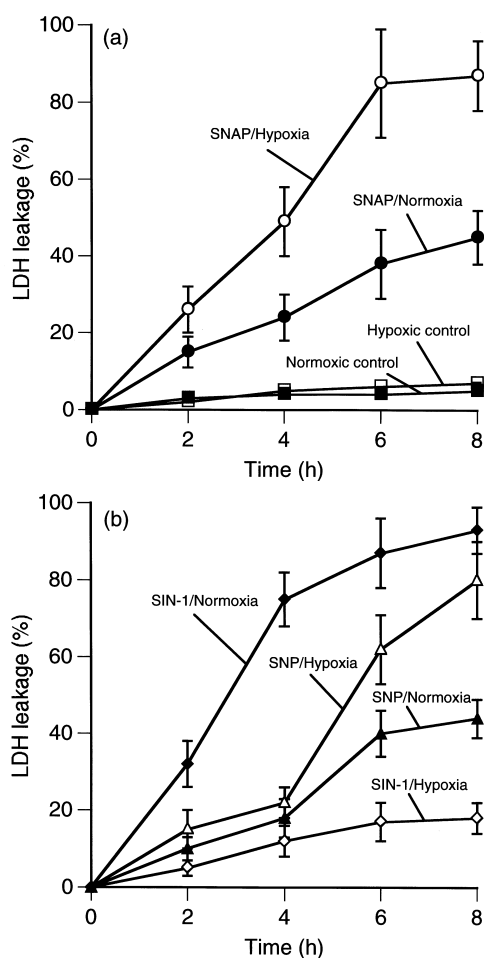 (a)
LDH leakage (%)
100
80
60
40
20
0
SNAP/Hypoxia
SNAP/Normoxia
Hypoxic control
Normoxic control
0 2 4 6 8
Time (h)
(b)
LDH leakage (%)
100
80
60
40
20
0
SIN-1/Normoxia
SNP/Hypoxia
SNP/Normoxia
SIN-1/Hypoxia
0 2 4 6 8
Time (h)